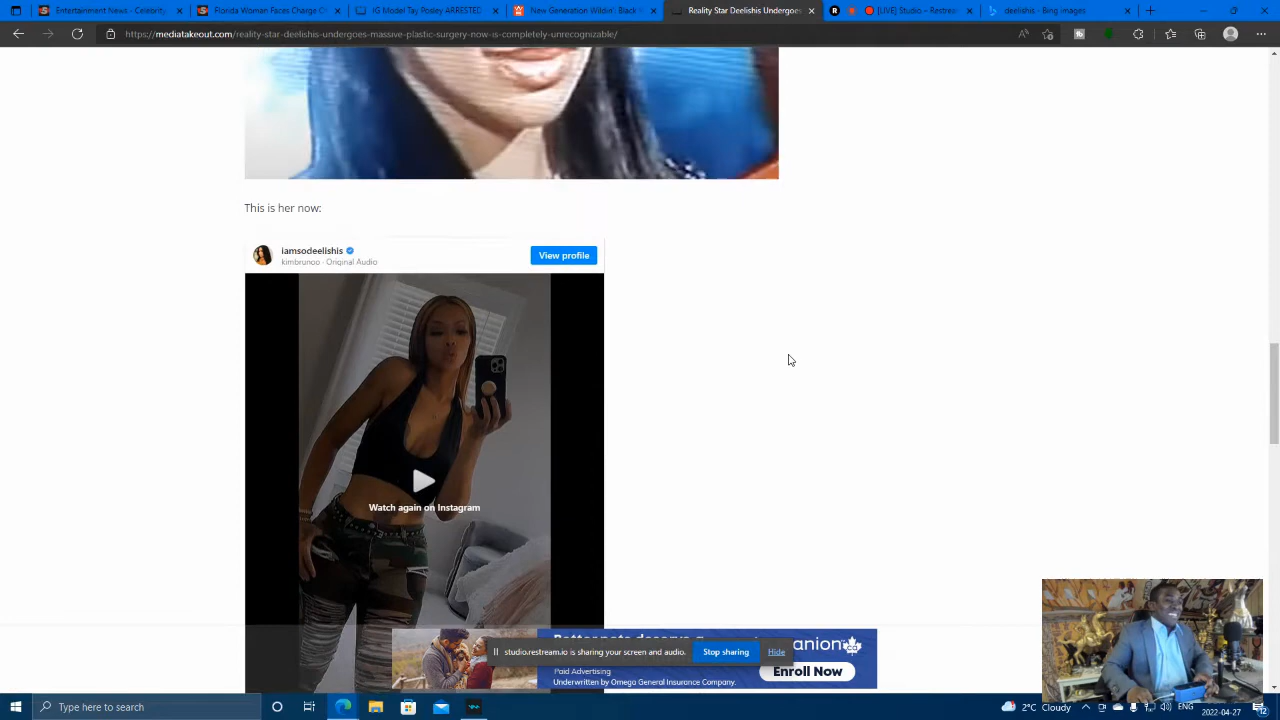 Entertainment News - Celebrity
Florida Woman Faces Charge
IG Model Tay Posley ARRESTED
New Generation Wildin': Black
Reality Star Deelishis Undergoes
[LIVE] Studio – Restrea
deelishis - Bing images
https://mediatakeout.com/reality-star-deelishis-undergoes-massive-plastic-surgery-now-is-completely-unrecognizable/
This is her now:
iamsodeelishis
kimbrunoo · Original Audio
View profile
Watch again on Instagram
studio.restream.io is sharing your screen and audio.
Stop sharing
Hide
Paid Advertising
Underwritten by Omega General Insurance Company.
Enroll Now
Type here to search
2°C Cloudy
ENG
2022-04-27
12